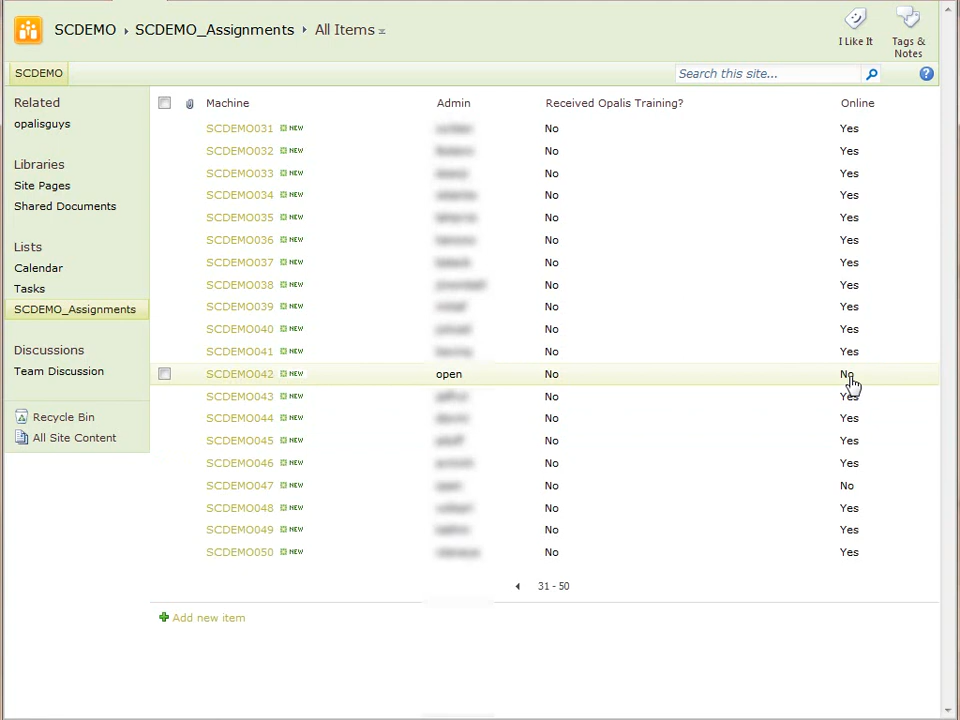 SCDEMO › SCDEMO_Assignments › All Items
I Like It
Tags & Notes
SCDEMO
Search this site...
?
Related
opalisguys
Libraries
Site Pages
Shared Documents
Lists
Calendar
Tasks
SCDEMO_Assignments
Discussions
Team Discussion
Recycle Bin
All Site Content
Machine Admin Received Opalis Training? Online
SCDEMO031 NEW No Yes
SCDEMO032 NEW No Yes
SCDEMO033 NEW No Yes
SCDEMO034 NEW No Yes
SCDEMO035 NEW No Yes
SCDEMO036 NEW No Yes
SCDEMO037 NEW No Yes
SCDEMO038 NEW No Yes
SCDEMO039 NEW No Yes
SCDEMO040 NEW No Yes
SCDEMO041 NEW No Yes
SCDEMO042 NEW open No No
SCDEMO043 NEW No Yes
SCDEMO044 NEW No Yes
SCDEMO045 NEW No Yes
SCDEMO046 NEW No Yes
SCDEMO047 NEW No No
SCDEMO048 NEW No Yes
SCDEMO049 NEW No Yes
SCDEMO050 NEW No Yes
31 - 50
Add new item